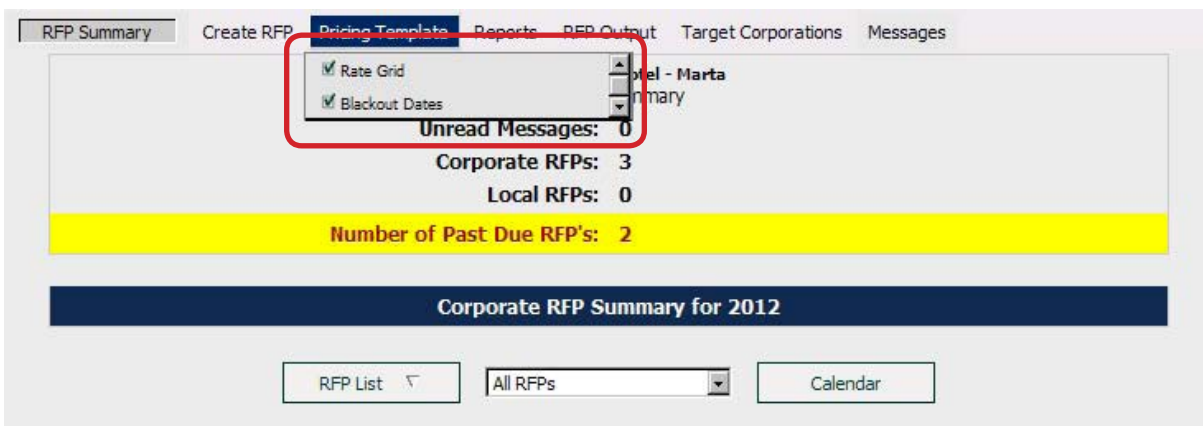 RFP Summary Create RFP Pricing Template Reports RFP Output Target Corporations Messages
Rate Grid
- Marta
Blackout Dates
Unread Messages: 0
Corporate RFPs: 3
Local RFPs: 0
Number of Past Due RFP's: 2
Corporate RFP Summary for 2012
RFP List All RFPs Calendar